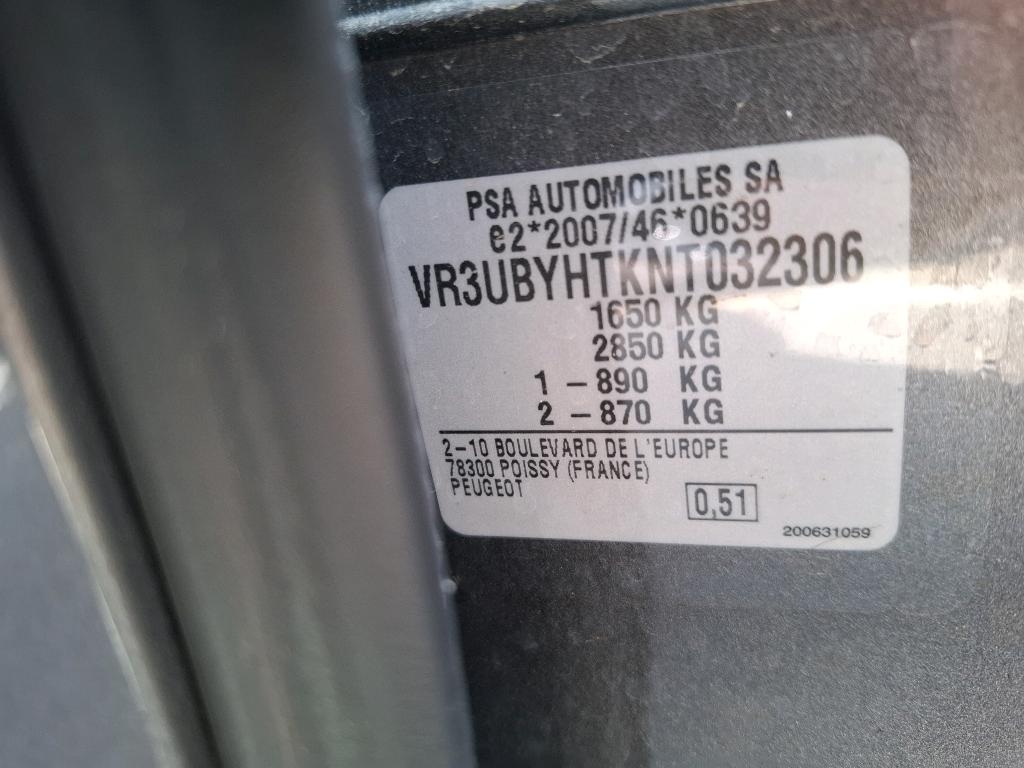 PSA AUTOMOBILES SA
e2*2007/46*0639
VR3UBYHTKNT032306
1650 KG
2850 KG
1 – 890 KG
2 – 870 KG
2–10 BOULEVARD DE L'EUROPE
78300 POISSY (FRANCE)
PEUGEOT
0,51
200631059